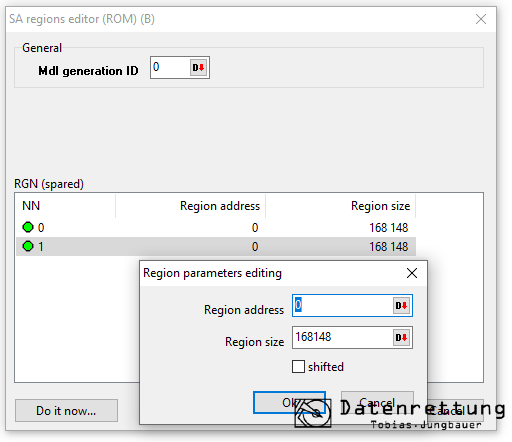 SA regions editor (ROM) (B)
General
Mdl generation ID 0 D
RGN (spared)
NN Region address Region size
0 0 168 148
1 0 168 148
Region parameters editing
Region address 0 D
Region size 168148 D
shifted
Ok Cancel
Do it now... Cancel
Datenrettung
Tobias.Jungbauer